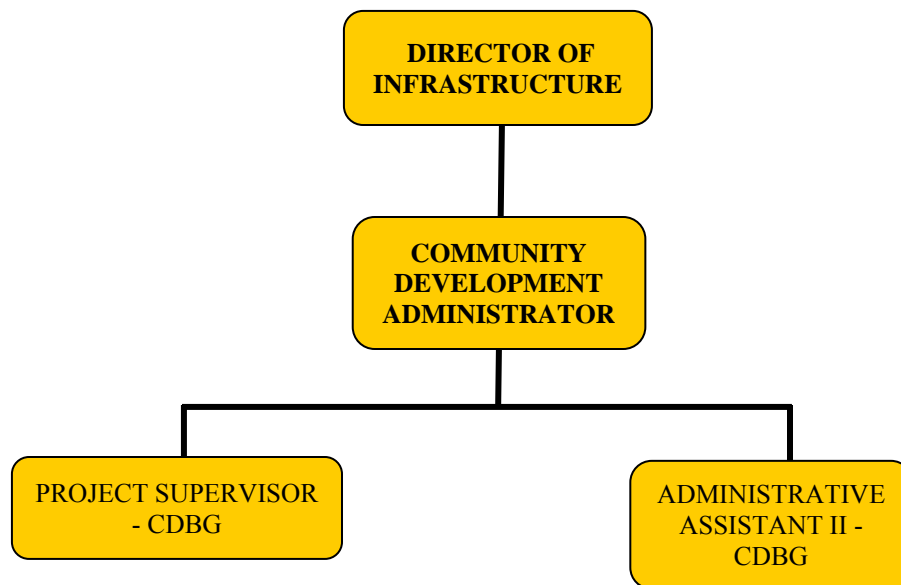 DIRECTOR OF
INFRASTRUCTURE
COMMUNITY
DEVELOPMENT
ADMINISTRATOR
PROJECT SUPERVISOR
- CDBG
ADMINISTRATIVE
ASSISTANT II -
CDBG